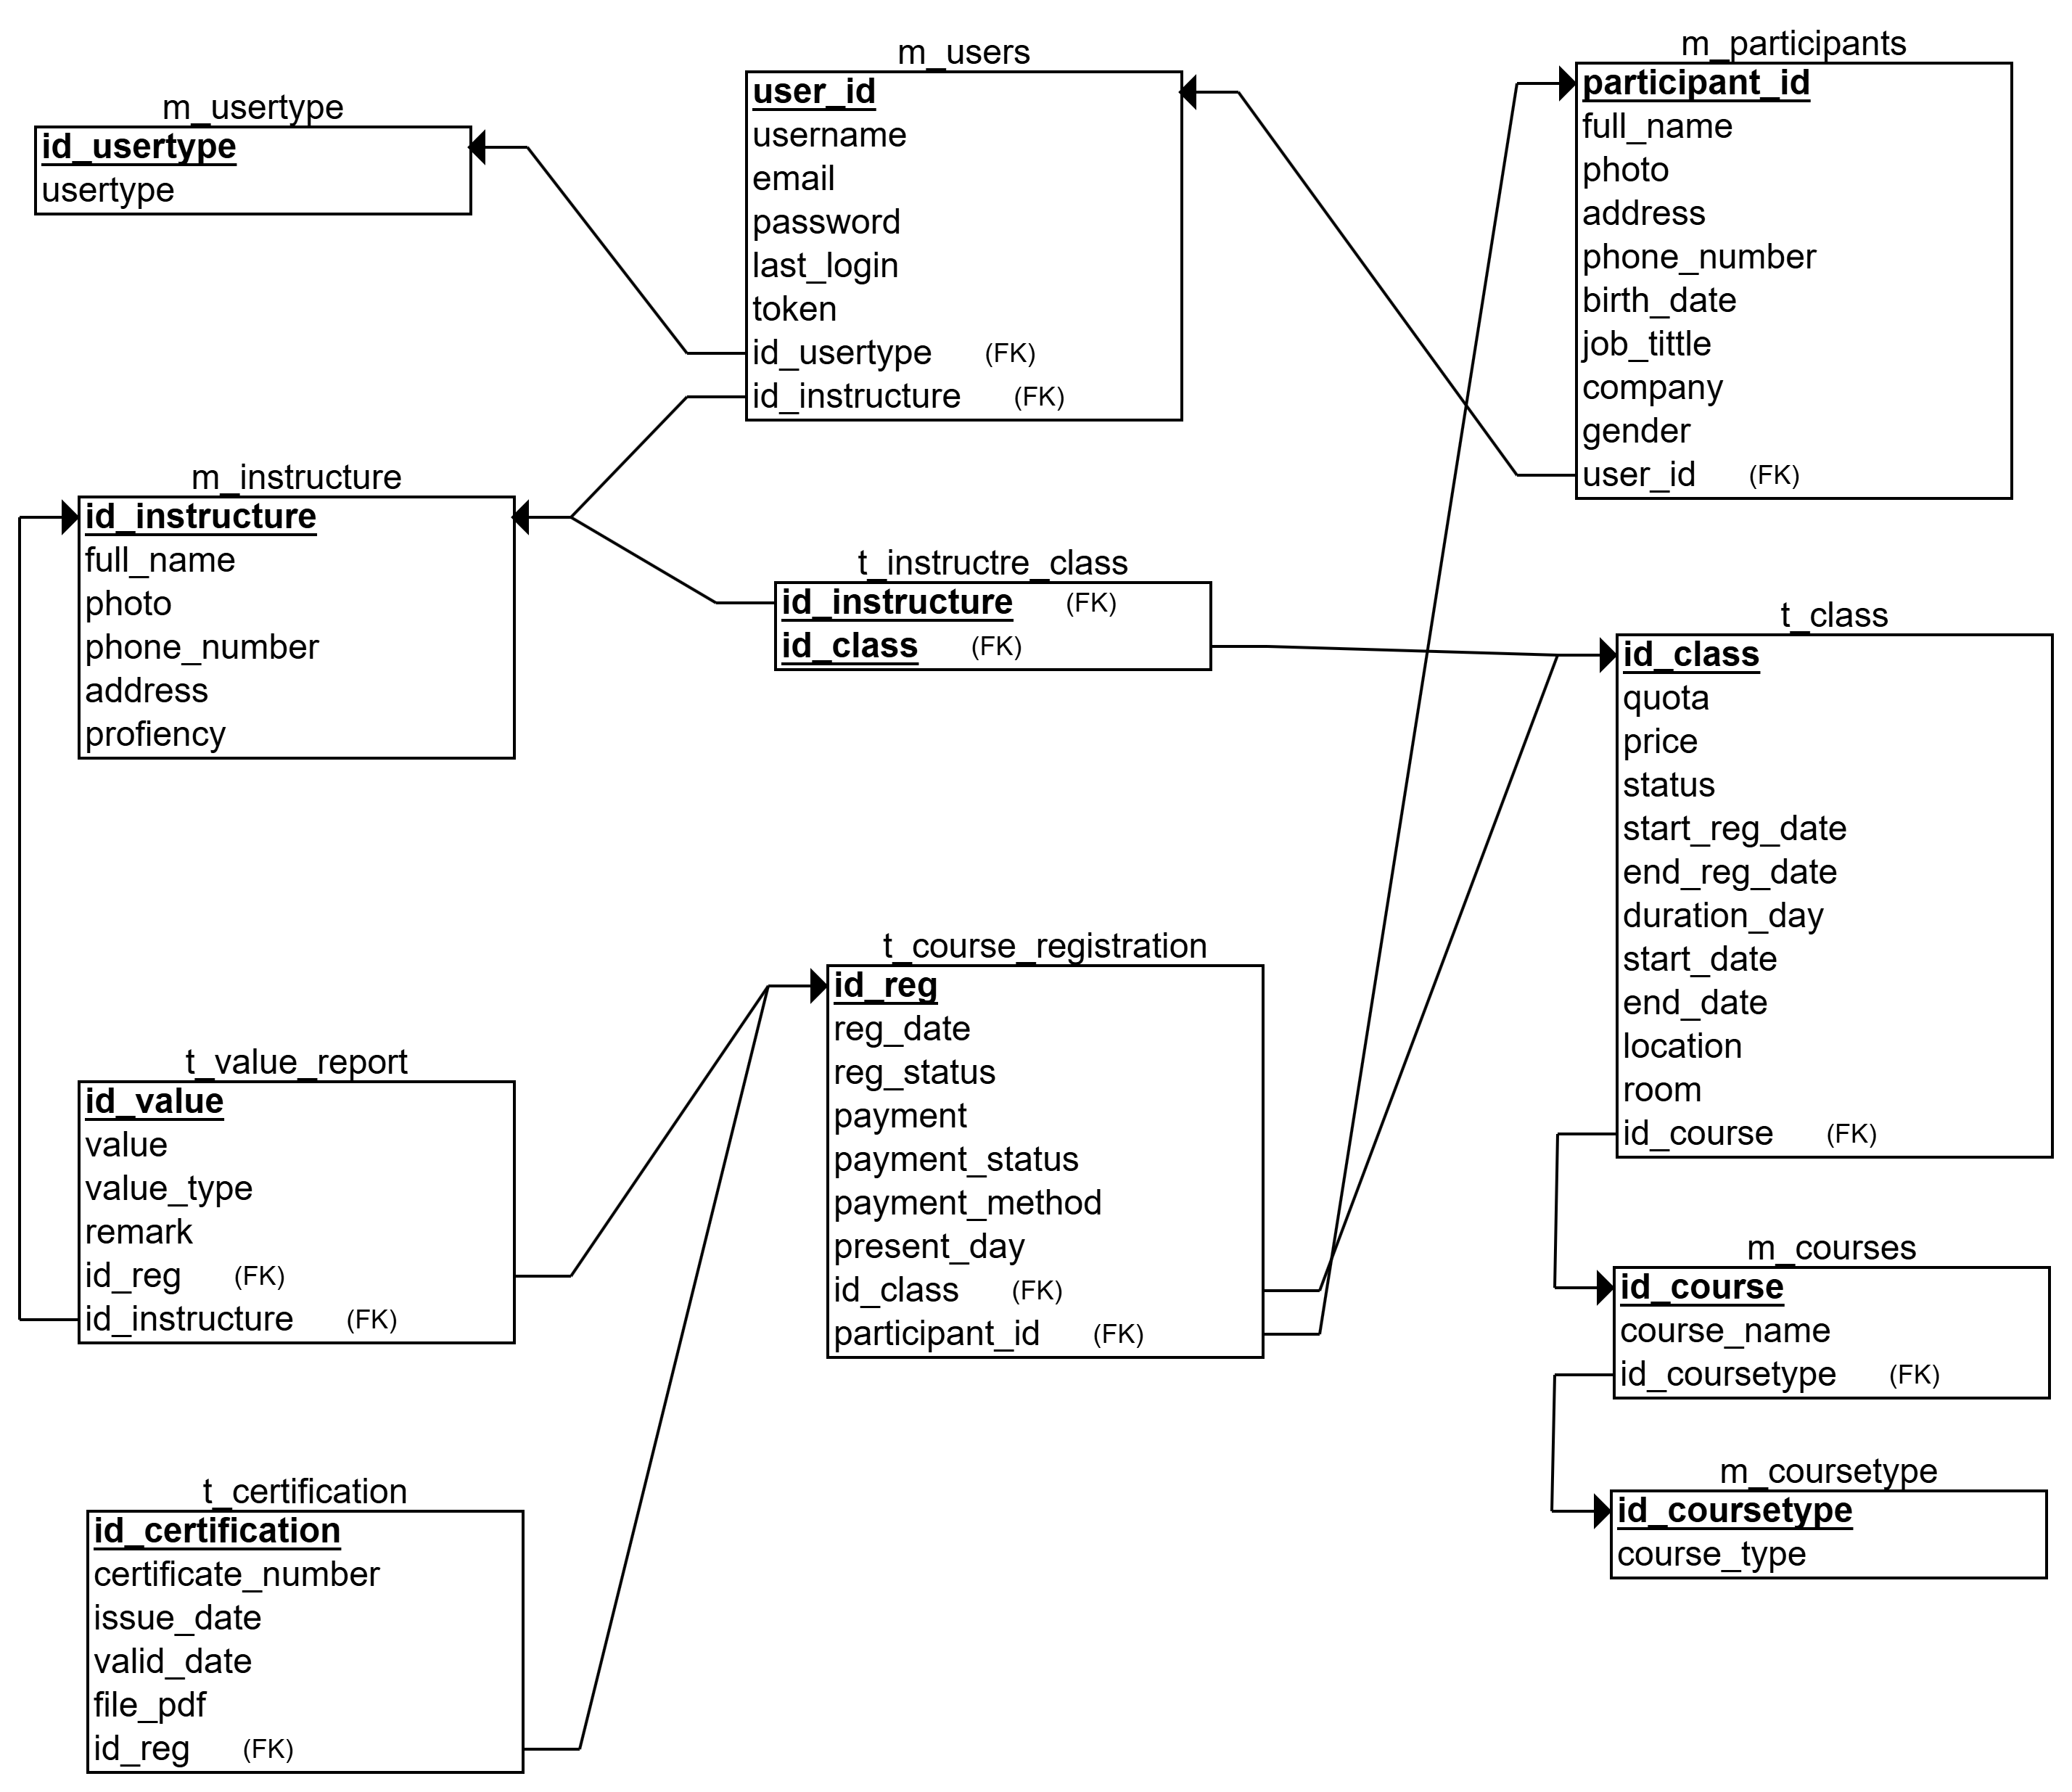 m_usertype
id_usertype
usertype
m_users
user_id
username
email
password
last_login
token
id_usertype (FK)
id_instructure (FK)
m_participants
participant_id
full_name
photo
address
phone_number
birth_date
job_tittle
company
gender
user_id (FK)
m_instructure
id_instructure
full_name
photo
phone_number
address
profiency
t_instructre_class
id_instructure (FK)
id_class (FK)
t_class
id_class
quota
price
status
start_reg_date
end_reg_date
duration_day
start_date
end_date
location
room
id_course (FK)
t_value_report
id_value
value
value_type
remark
id_reg (FK)
id_instructure (FK)
t_course_registration
id_reg
reg_date
reg_status
payment
payment_status
payment_method
present_day
id_class (FK)
participant_id (FK)
m_courses
id_course
course_name
id_coursetype (FK)
t_certification
id_certification
certificate_number
issue_date
valid_date
file_pdf
id_reg (FK)
m_coursetype
id_coursetype
course_type